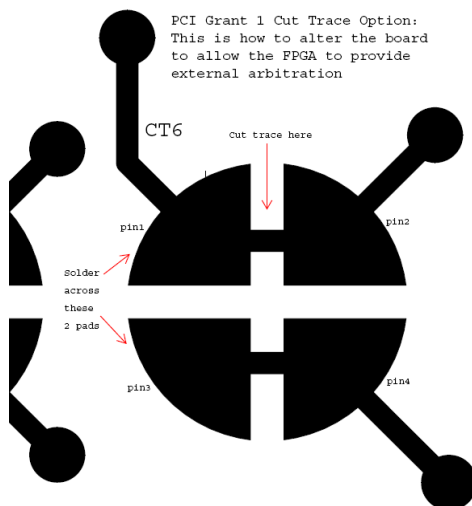 PCI Grant 1 Cut Trace Option:
This is how to alter the board
to allow the FPGA to provide
external arbitration
CT6
Cut trace here
pin1
pin2
Solder
across
these
2 pads
pin3
pin4